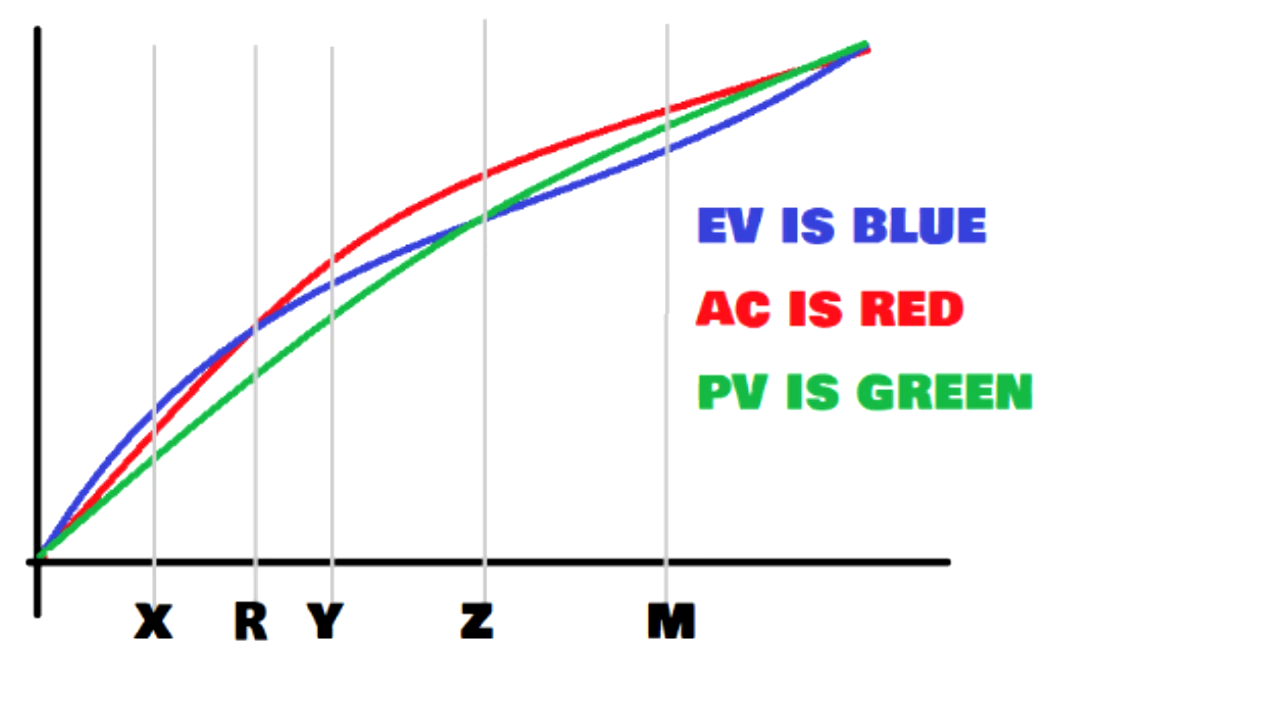 EV IS BLUE
AC IS RED
PV IS GREEN
X R Y Z M